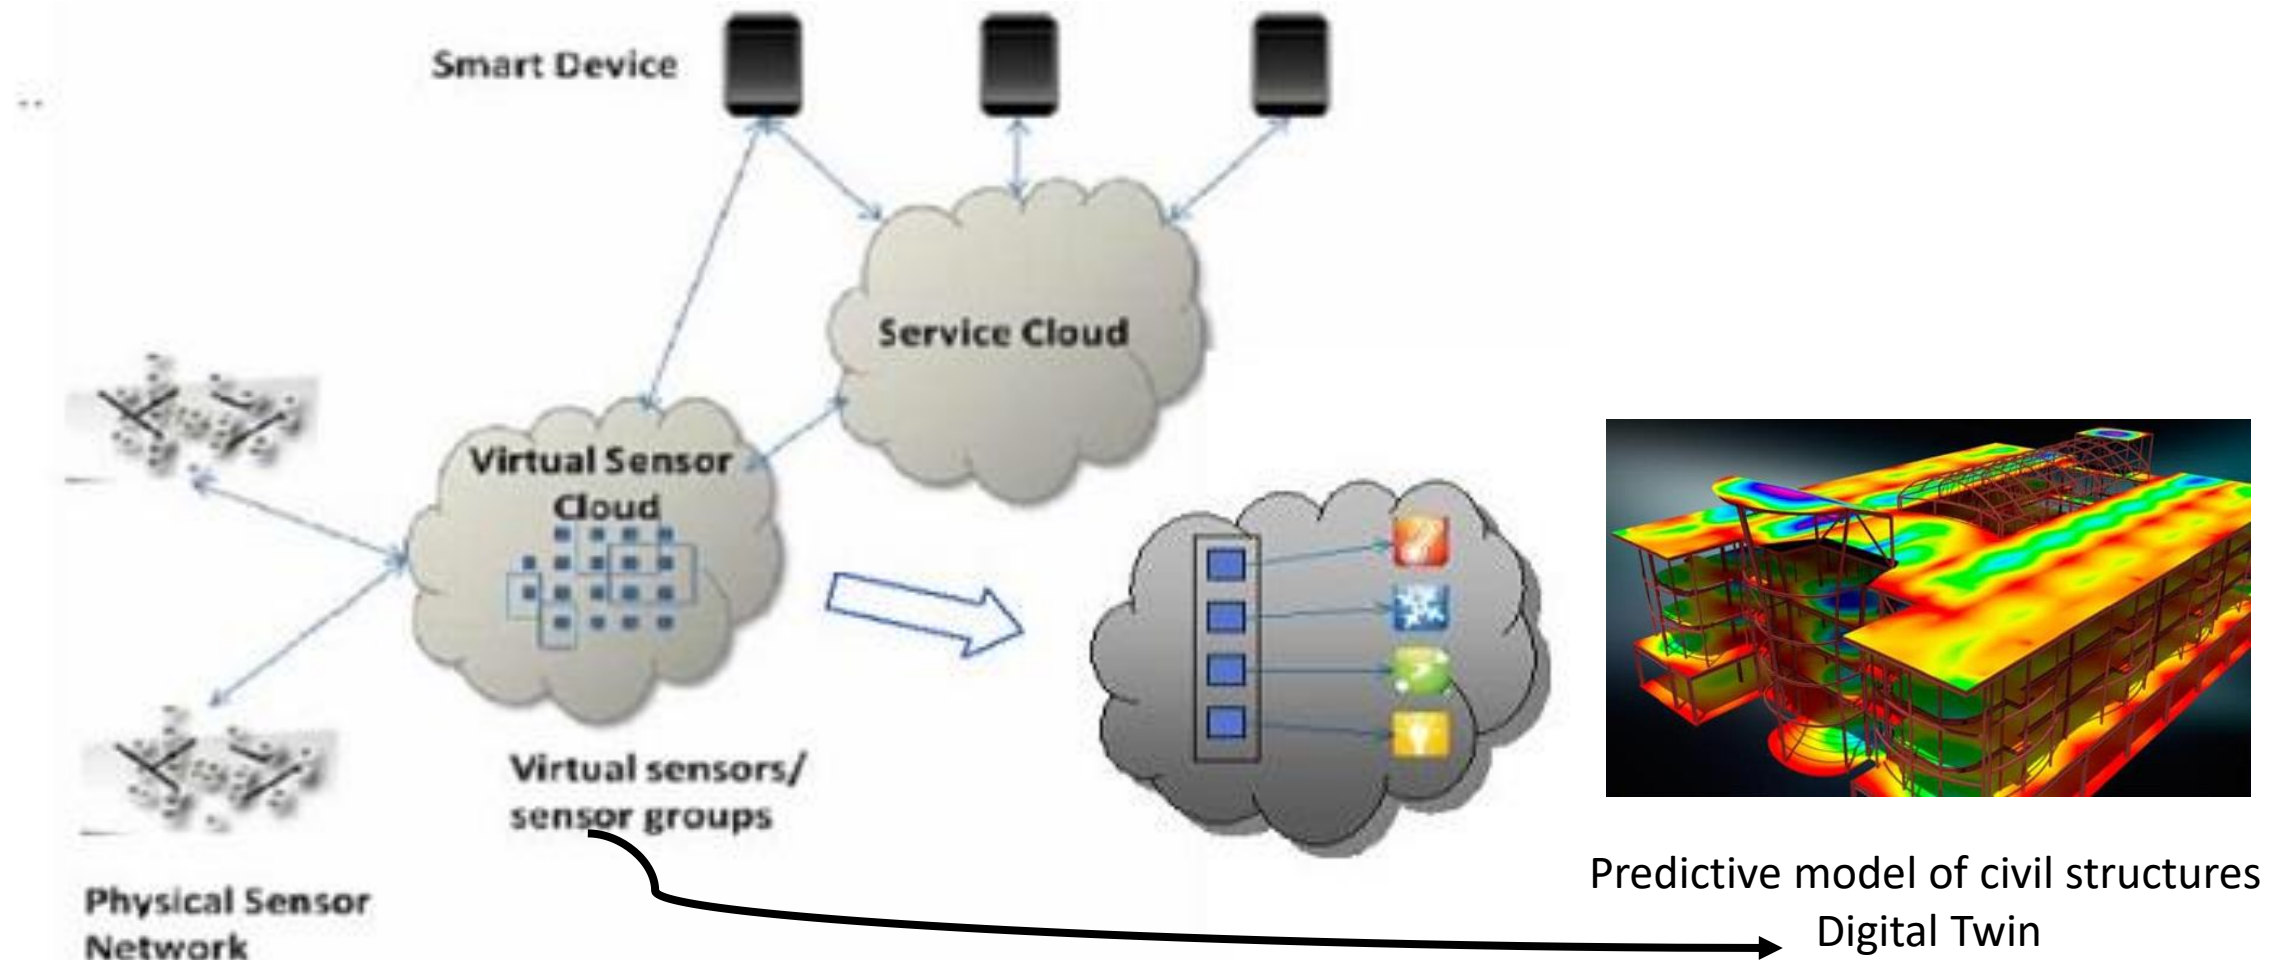 Smart Device
..
Service Cloud
Virtual Sensor
Cloud
Virtual sensors/
sensor groups
Physical Sensor
Network
Predictive model of civil structures
Digital Twin